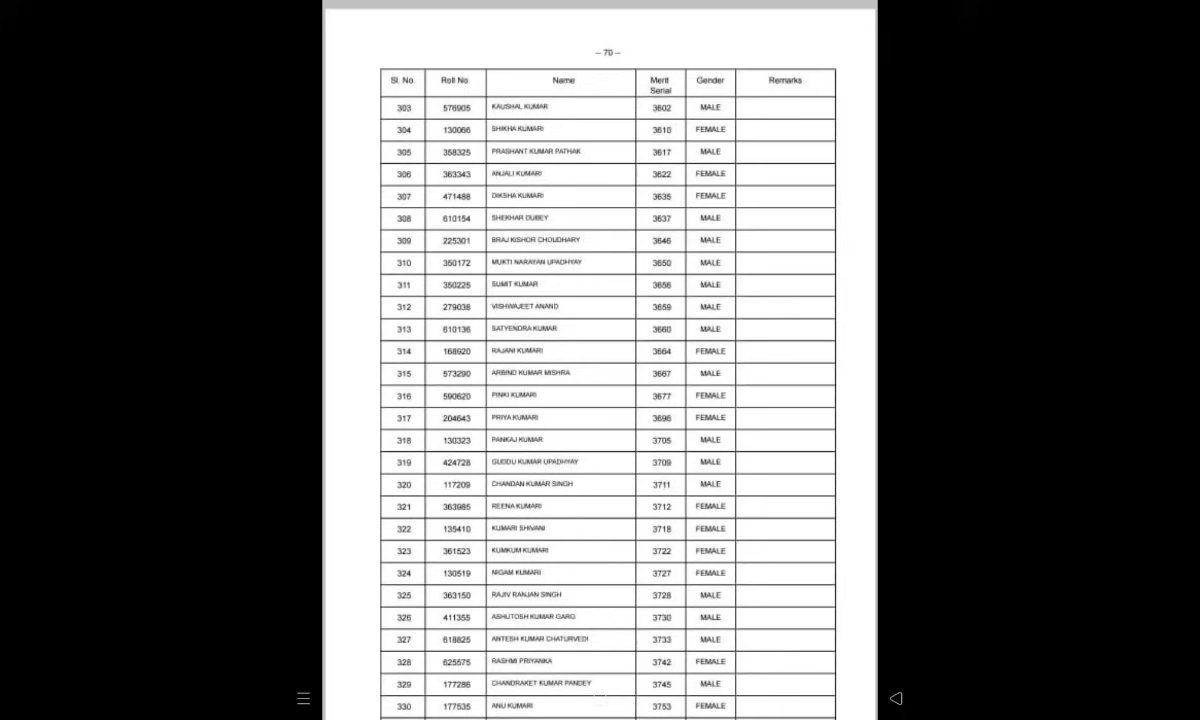 – 70 –
Sl. No. Roll No. Name Merit Serial Gender Remarks
303 576905 KAUSHAL KUMAR 3602 MALE
304 130066 SHIKHA KUMARI 3610 FEMALE
305 358325 PRASHANT KUMAR PATHAK 3617 MALE
306 363343 ANJALI KUMARI 3622 FEMALE
307 471488 DIKSHA KUMARI 3635 FEMALE
308 610154 SHEKHAR DUBEY 3637 MALE
309 225301 BRAJ KISHOR CHOUDHARY 3646 MALE
310 350172 MUKTI NARAYAN UPADHYAY 3650 MALE
311 350225 SUMIT KUMAR 3656 MALE
312 279038 VISHWAJEET ANAND 3659 MALE
313 610136 SATYENDRA KUMAR 3660 MALE
314 168920 RAJANI KUMARI 3664 FEMALE
315 573290 ARBIND KUMAR MISHRA 3667 MALE
316 590620 PINKI KUMARI 3677 FEMALE
317 204643 PRIYA KUMARI 3696 FEMALE
318 130323 PANKAJ KUMAR 3705 MALE
319 424728 GUDDU KUMAR UPADHYAY 3709 MALE
320 117209 CHANDAN KUMAR SINGH 3711 MALE
321 363985 REENA KUMARI 3712 FEMALE
322 135410 KUMARI SHIVANI 3718 FEMALE
323 361523 KUMKUM KUMARI 3722 FEMALE
324 130519 NIGAM KUMARI 3727 FEMALE
325 363150 RAJIV RANJAN SINGH 3728 MALE
326 411355 ASHUTOSH KUMAR GARG 3730 MALE
327 618825 ANTESH KUMAR CHATURVEDI 3733 MALE
328 625575 RASHMI PRIYANKA 3742 FEMALE
329 177286 CHANDRAKET KUMAR PANDEY 3745 MALE
330 177535 ANU KUMARI 3753 FEMALE